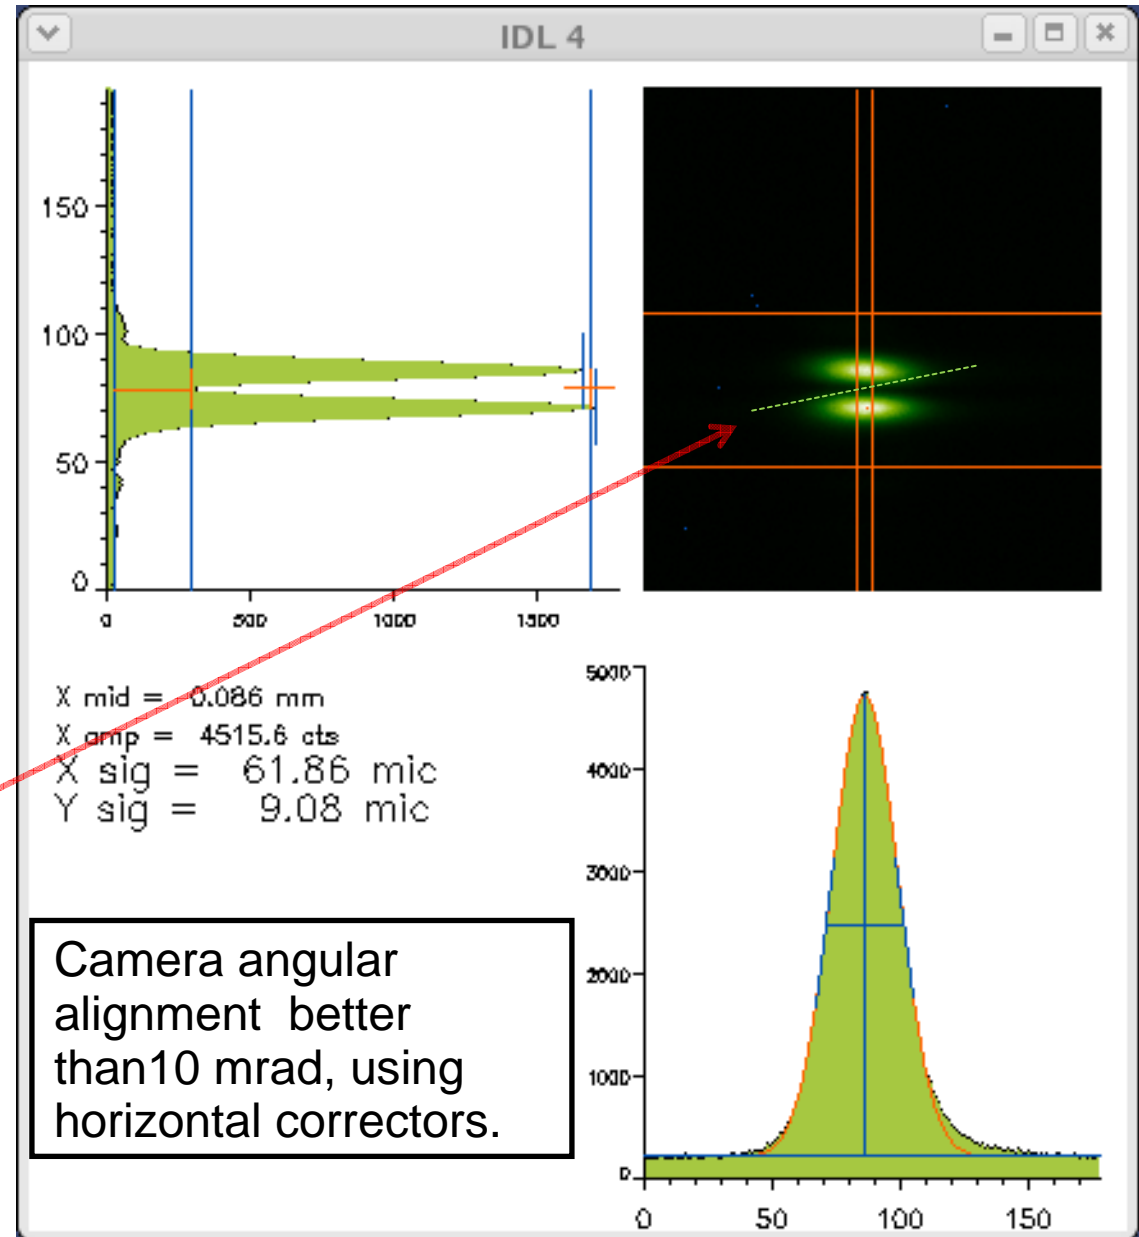 IDL 4
150
100
50
0
0 500 1000 1500
X mid = 0.086 mm
X amp = 4515.6 cts
X sig = 61.86 mic
Y sig = 9.08 mic
5000
4000
3000
2000
1000
0
0 50 100 150
Camera angular
alignment better
than10 mrad, using
horizontal correctors.